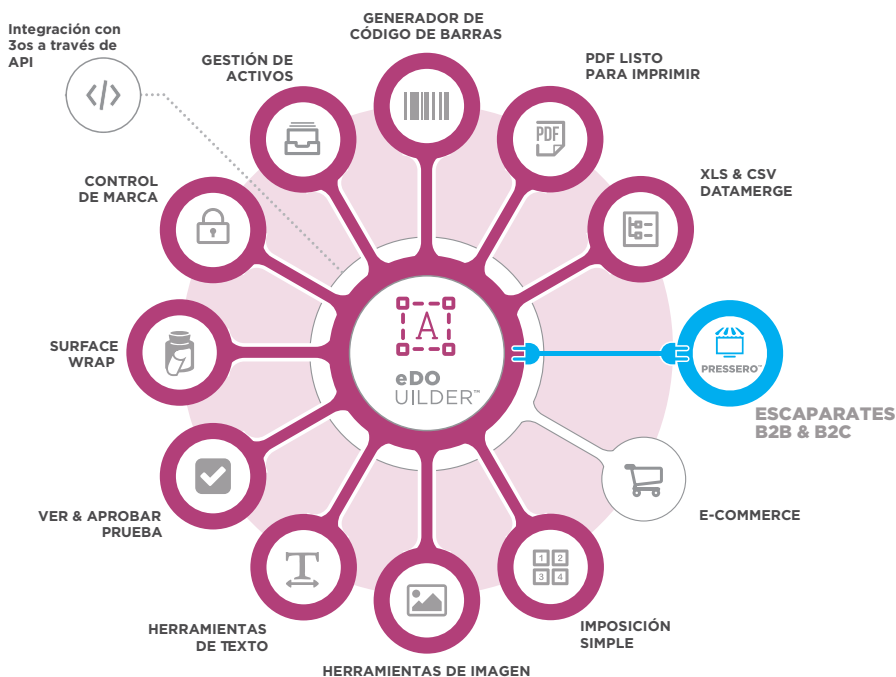 Integración con
3os a través de
API
GENERADOR DE
CÓDIGO DE BARRAS
GESTIÓN DE
ACTIVOS
PDF LISTO
PARA IMPRIMIR
PDF
CONTROL
DE MARCA
XLS & CSV
DATAMERGE
A
eDO
UILDER™
SURFACE
WRAP
PRESSERO™
ESCAPARATES
B2B & B2C
VER & APROBAR
PRUEBA
E-COMMERCE
T
1 2
3 4
HERRAMIENTAS
DE TEXTO
IMPOSICIÓN
SIMPLE
HERRAMIENTAS DE IMAGEN